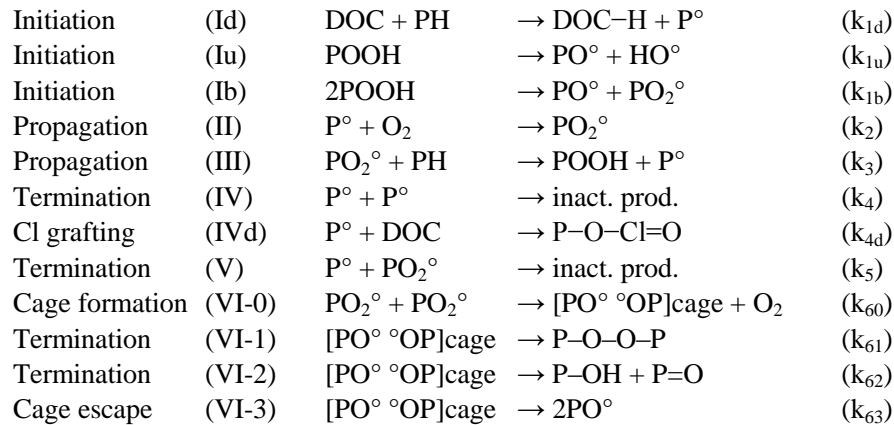 Initiation (Id) DOC + PH → DOC−H + P° (k₁d)
Initiation (Iu) POOH → PO° + HO° (k₁u)
Initiation (Ib) 2POOH → PO° + PO₂° (k₁b)
Propagation (II) P° + O₂ → PO₂° (k₂)
Propagation (III) PO₂° + PH → POOH + P° (k₃)
Termination (IV) P° + P° → inact. prod. (k₄)
Cl grafting (IVd) P° + DOC → P−O−Cl=O (k₄d)
Termination (V) P° + PO₂° → inact. prod. (k₅)
Cage formation (VI-0) PO₂° + PO₂° → [PO° °OP]cage + O₂ (k₆₀)
Termination (VI-1) [PO° °OP]cage → P–O–O–P (k₆₁)
Termination (VI-2) [PO° °OP]cage → P–OH + P=O (k₆₂)
Cage escape (VI-3) [PO° °OP]cage → 2PO° (k₆₃)